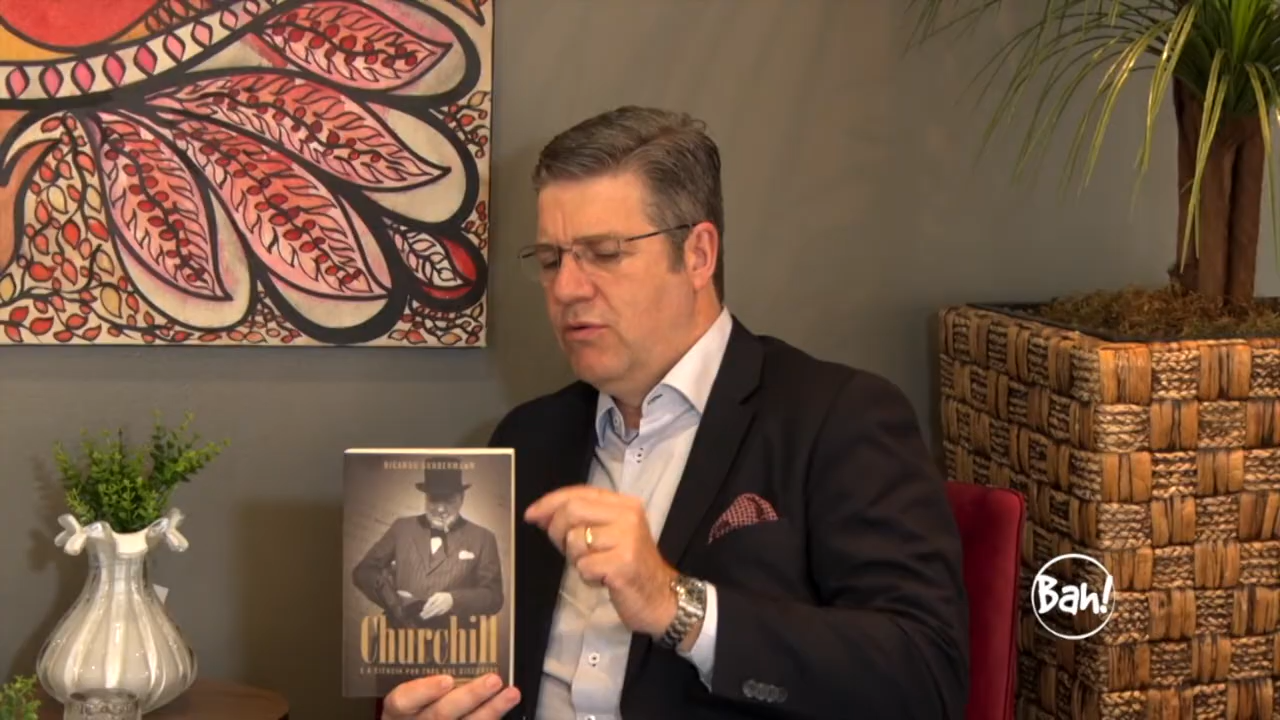 RICARDO SONDERMANN
Churchill
E A CIÊNCIA POR TRÁS DOS DISCURSOS
Bah!